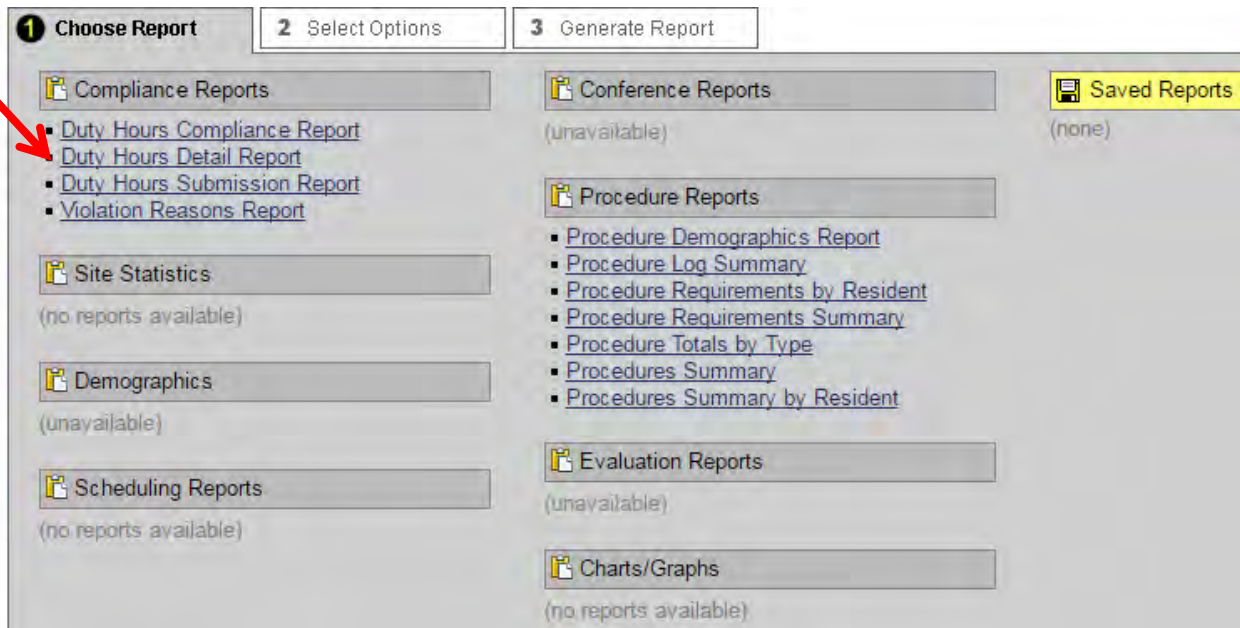 1 Choose Report
2 Select Options
3 Generate Report
Compliance Reports
Duty Hours Compliance Report
Duty Hours Detail Report
Duty Hours Submission Report
Violation Reasons Report
Site Statistics
(no reports available)
Demographics
(unavailable)
Scheduling Reports
(no reports available)
Conference Reports
(unavailable)
Procedure Reports
Procedure Demographics Report
Procedure Log Summary
Procedure Requirements by Resident
Procedure Requirements Summary
Procedure Totals by Type
Procedures Summary
Procedures Summary by Resident
Evaluation Reports
(unavailable)
Charts/Graphs
(no reports available)
Saved Reports
(none)